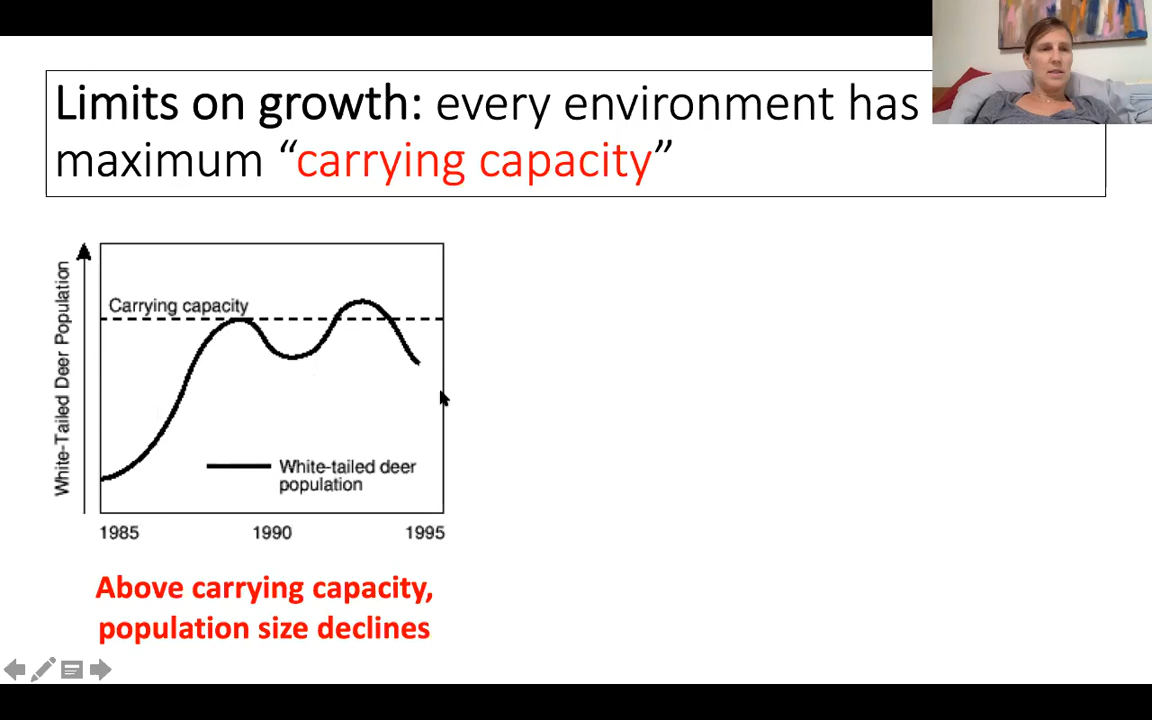 Limits on growth: every environment has
maximum “carrying capacity”
White-Tailed Deer Population
Carrying capacity
White-tailed deer
population
1985 1990 1995
Above carrying capacity,
population size declines